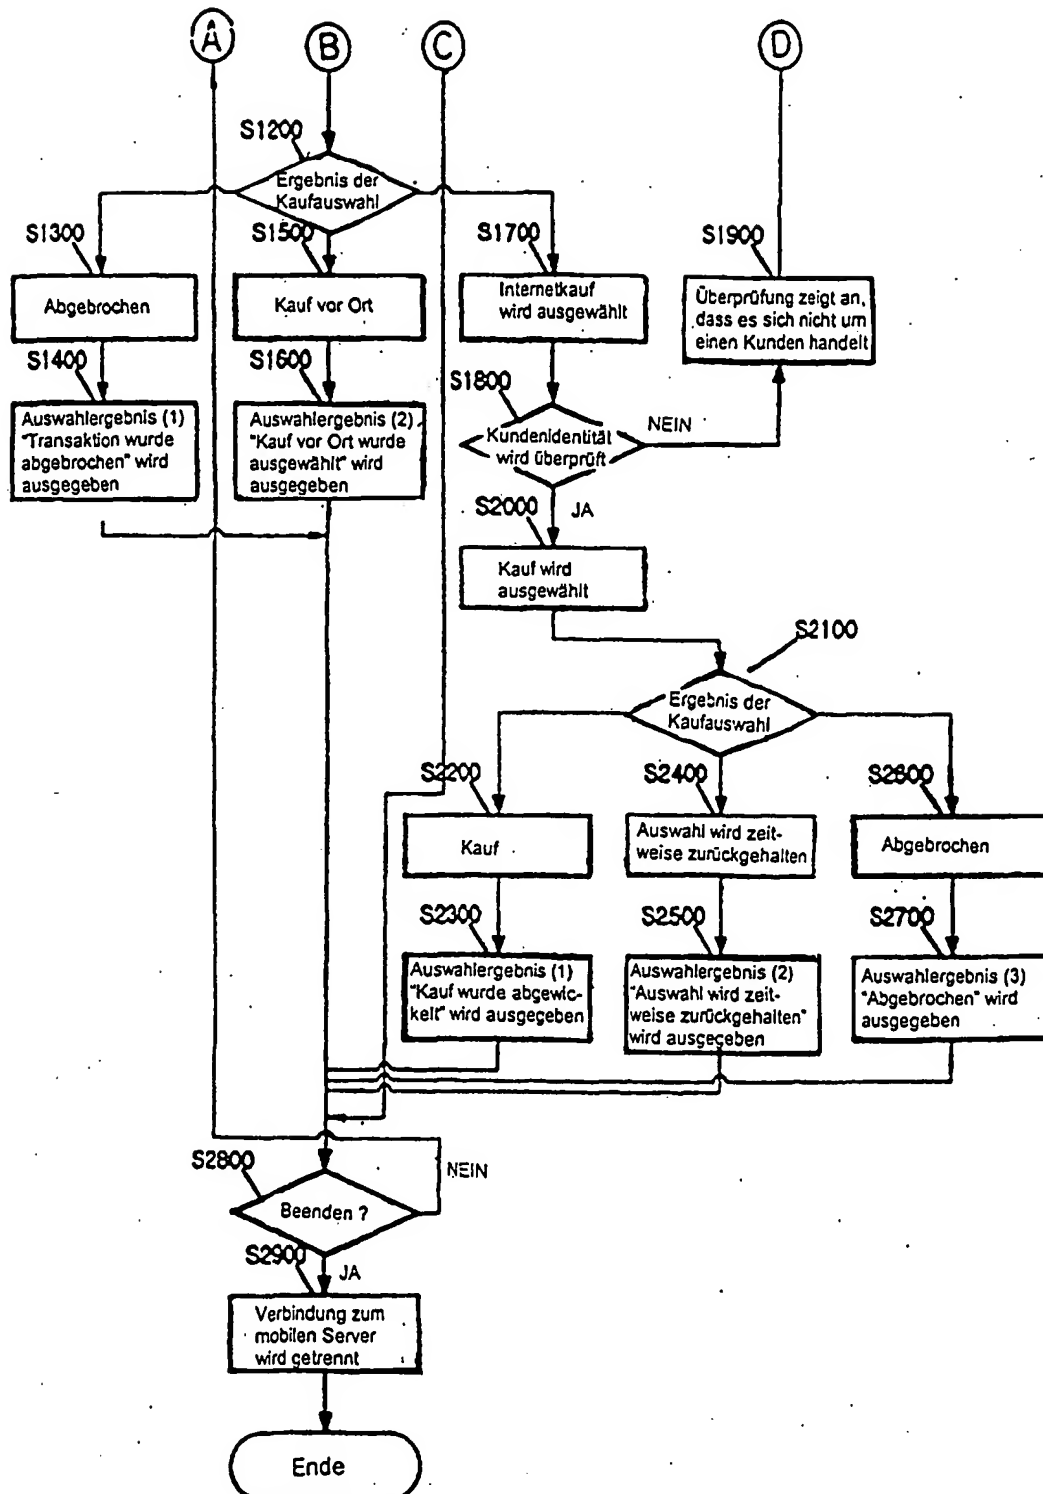 A
B
C
D
S1200
Ergebnis der
Kaufauswahl
S1300
S1500
S1700
S1900
Abgebrochen
Kauf vor Ort
Internetkauf
wird ausgewählt
Überprüfung zeigt an,
dass es sich nicht um
einen Kunden handelt
S1400
S1600
S1800
Auswahlergebnis (1)
"Transaktion wurde
abgebrochen" wird
ausgegeben
Auswahlergebnis (2)
"Kauf vor Ort wurde
ausgewählt" wird
ausgegeben
Kundenidentität
wird überprüft
NEIN
S2000
JA
Kauf wird
ausgewählt
S2100
Ergebnis der
Kaufauswahl
S2200
S2400
S2600
Kauf
Auswahl wird zeit-
weise zurückgehalten
Abgebrochen
S2300
S2500
S2700
Auswahlergebnis (1)
"Kauf wurde abgewic-
kelt" wird ausgegeben
Auswahlergebnis (2)
"Auswahl wird zeit-
weise zurückgehalten"
wird ausgegeben
Auswahlergebnis (3)
"Abgebrochen" wird
ausgegeben
S2800
NEIN
Beenden ?
S2900
JA
Verbindung zum
mobilen Server
wird getrennt
Ende